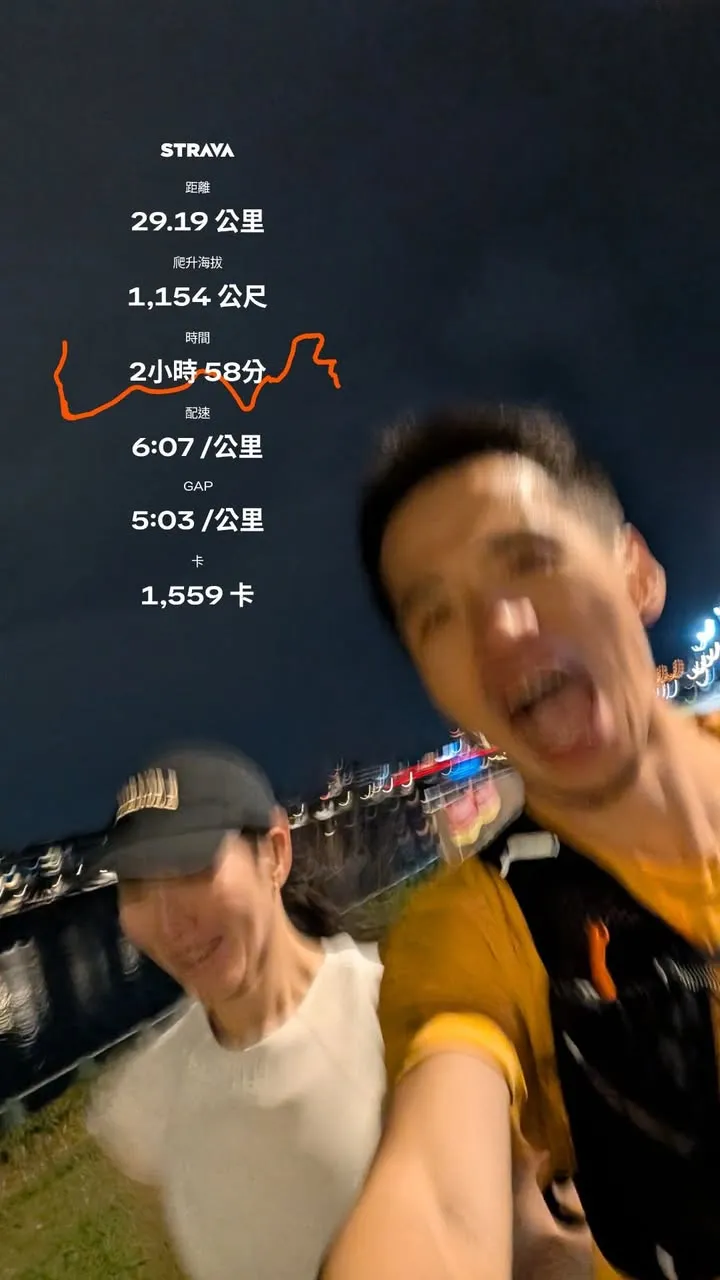 STRAVA
距離
29.19 公里
爬升海拔
1,154 公尺
時間
2小時 58分
配速
6:07 /公里
GAP
5:03 /公里
卡
1,559 卡